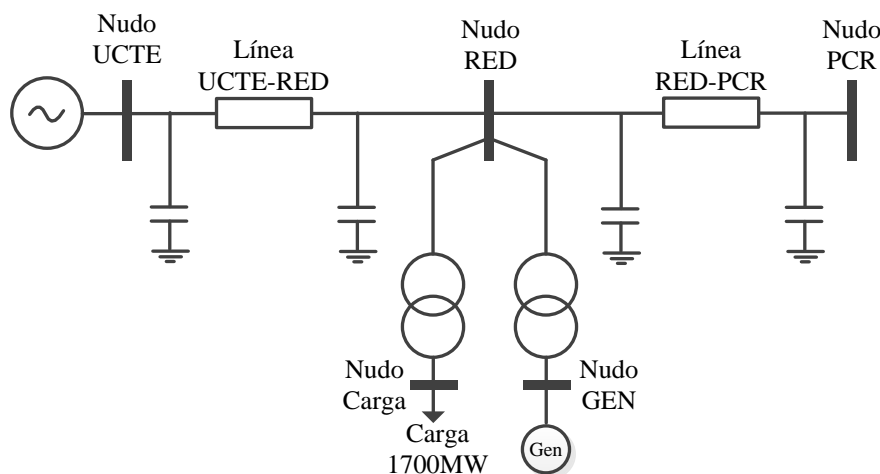 Nudo
UCTE
Línea
UCTE-RED
Nudo
RED
Línea
RED-PCR
Nudo
PCR
Nudo
Carga
Carga
1700MW
Nudo
GEN
Gen